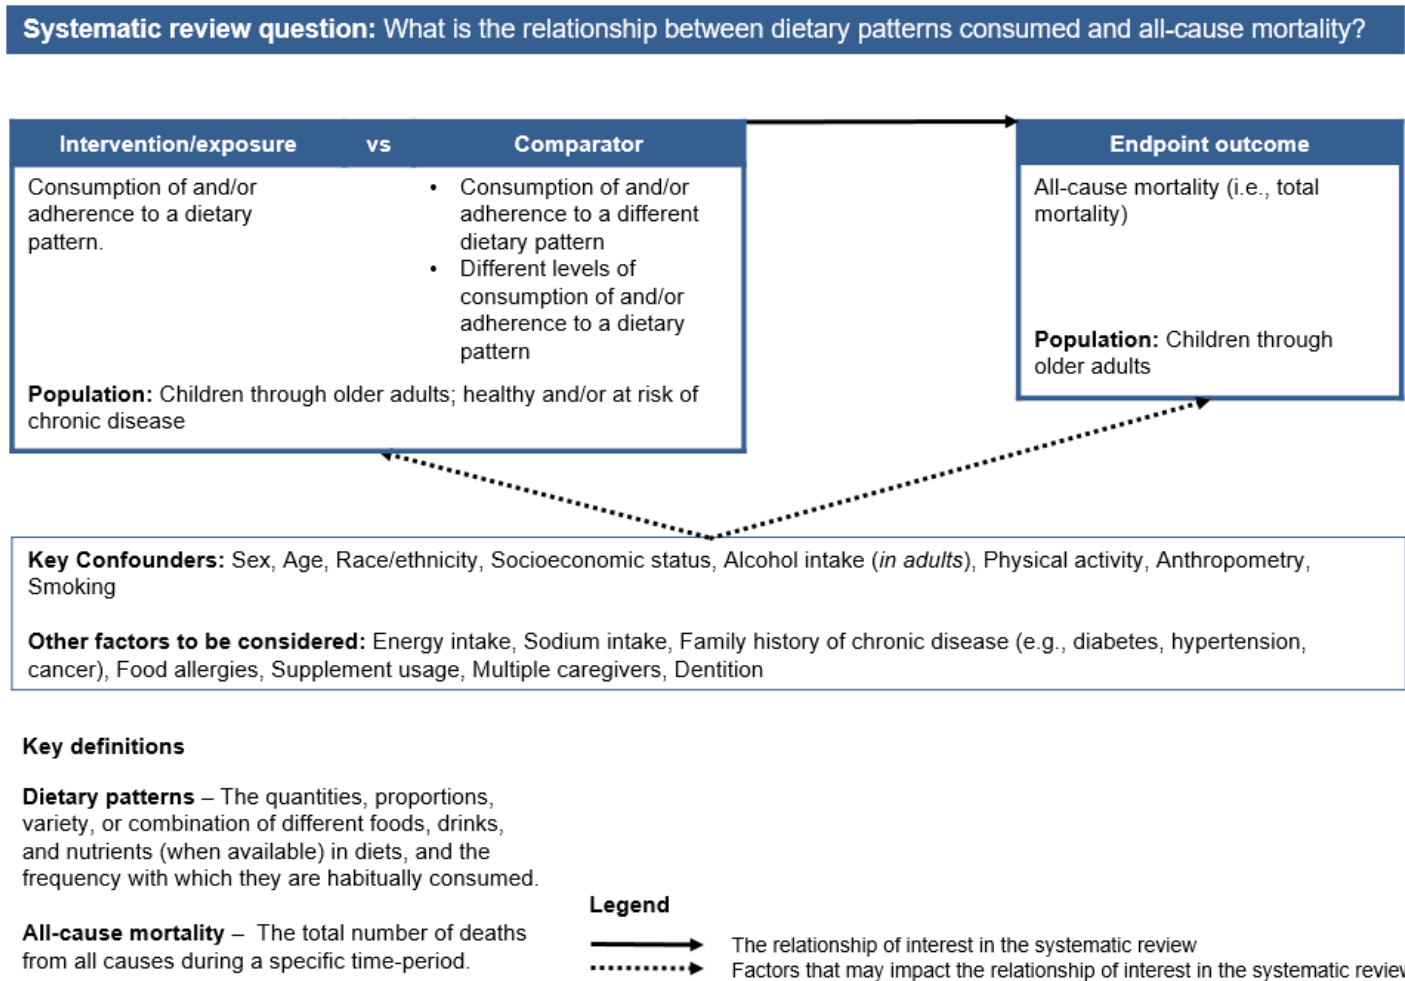 Systematic review question: What is the relationship between dietary patterns consumed and all-cause mortality?
Intervention/exposure vs Comparator
Consumption of and/or
adherence to a dietary
pattern.
• Consumption of and/or
adherence to a different
dietary pattern
• Different levels of
consumption of and/or
adherence to a dietary
pattern
Population: Children through older adults; healthy and/or at risk of
chronic disease
Endpoint outcome
All-cause mortality (i.e., total
mortality)
Population: Children through
older adults
Key Confounders: Sex, Age, Race/ethnicity, Socioeconomic status, Alcohol intake (in adults), Physical activity, Anthropometry,
Smoking
Other factors to be considered: Energy intake, Sodium intake, Family history of chronic disease (e.g., diabetes, hypertension,
cancer), Food allergies, Supplement usage, Multiple caregivers, Dentition
Key definitions
Dietary patterns – The quantities, proportions,
variety, or combination of different foods, drinks,
and nutrients (when available) in diets, and the
frequency with which they are habitually consumed.
All-cause mortality – The total number of deaths
from all causes during a specific time-period.
Legend
The relationship of interest in the systematic review
Factors that may impact the relationship of interest in the systematic review